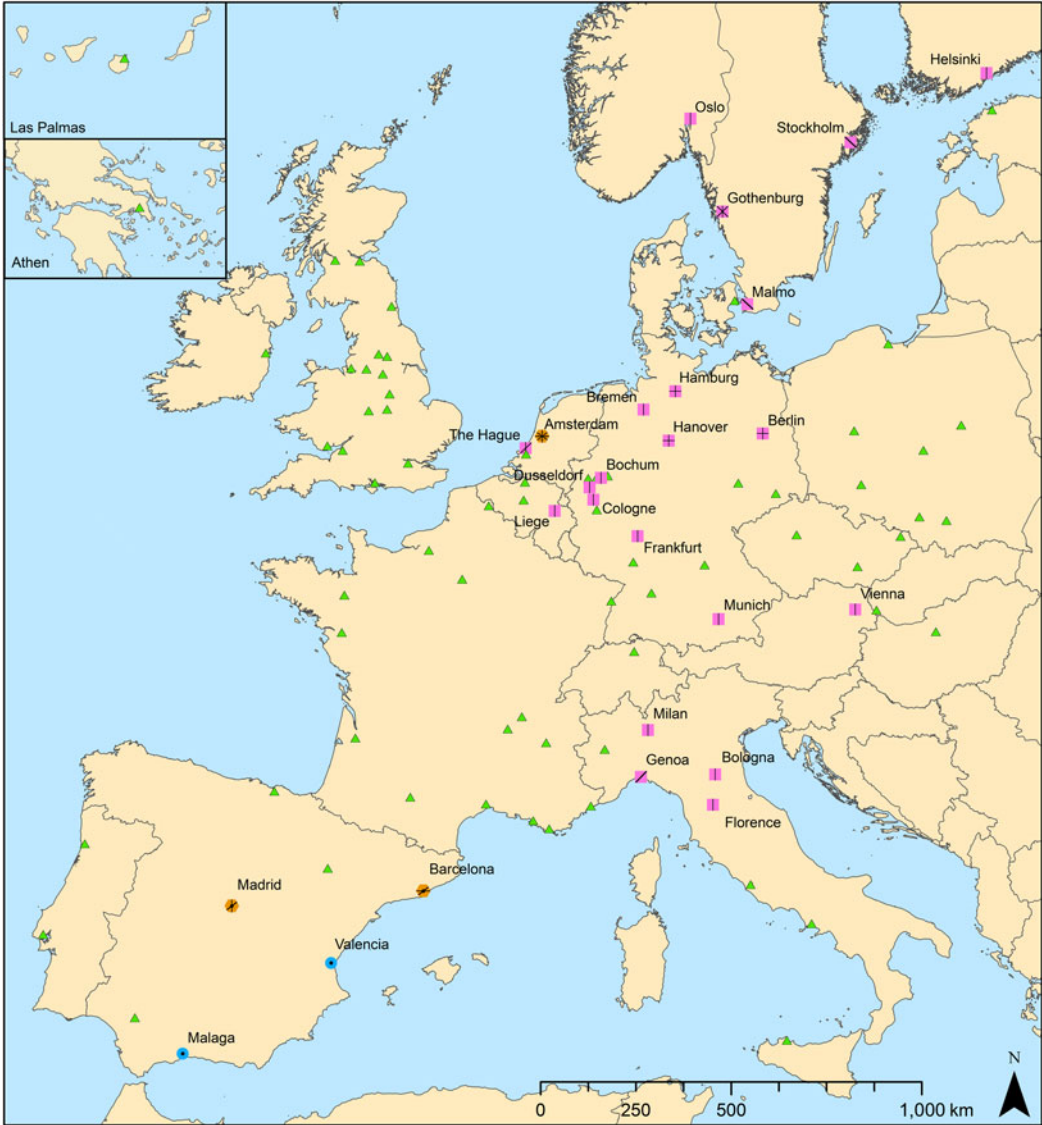 Las Palmas
Athen
Helsinki
Oslo
Stockholm
Gothenburg
Malmo
Hamburg
Bremen
Amsterdam
Hanover
Berlin
The Hague
Bochum
Dusseldorf
Cologne
Liege
Frankfurt
Munich
Vienna
Milan
Genoa
Bologna
Florence
Barcelona
Madrid
Valencia
Malaga
N
0 250 500 1,000 km